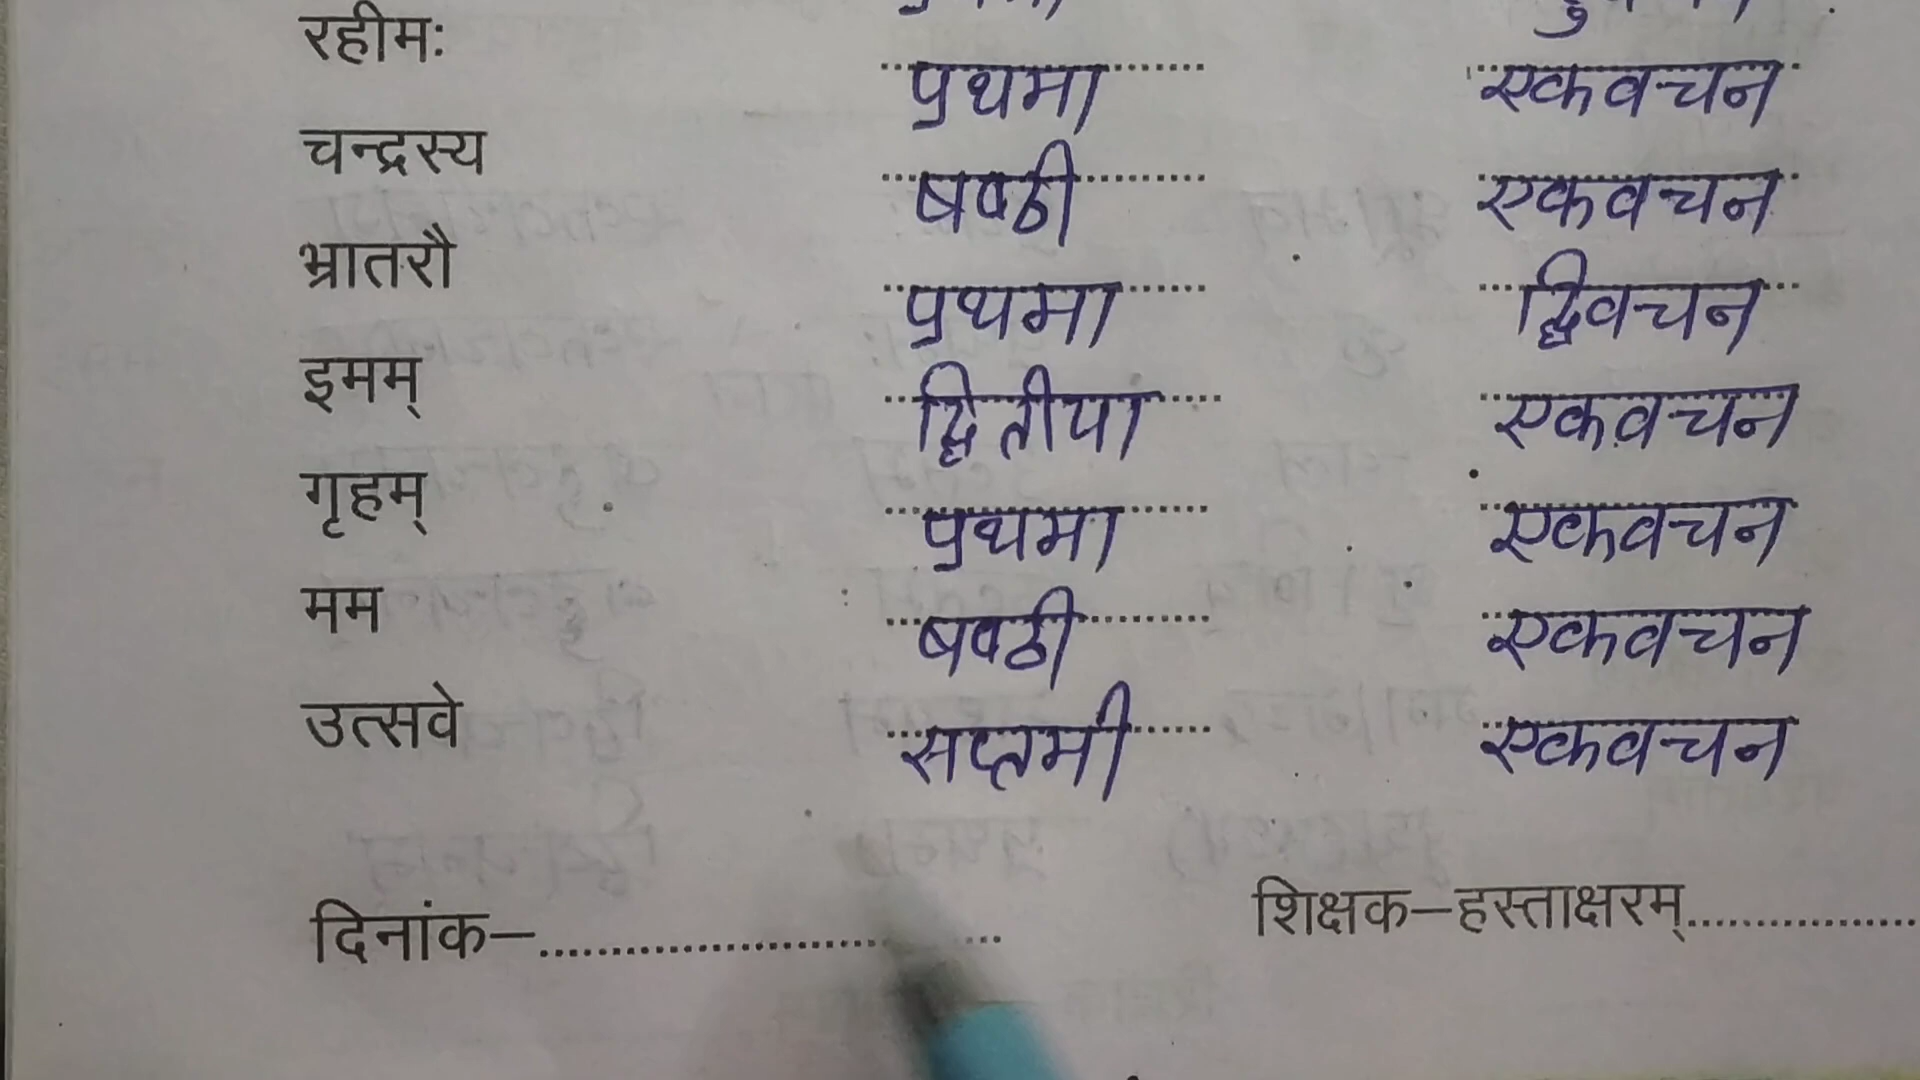 रहीमः प्रथमा एकवचन
चन्द्रस्य षष्ठी एकवचन
भ्रातरौ प्रथमा द्विवचन
इमम् द्वितीया एकवचन
गृहम् प्रथमा एकवचन
मम षष्ठी एकवचन
उत्सवे सप्तमी एकवचन
दिनांक–........................... शिक्षक–हस्ताक्षरम्..................